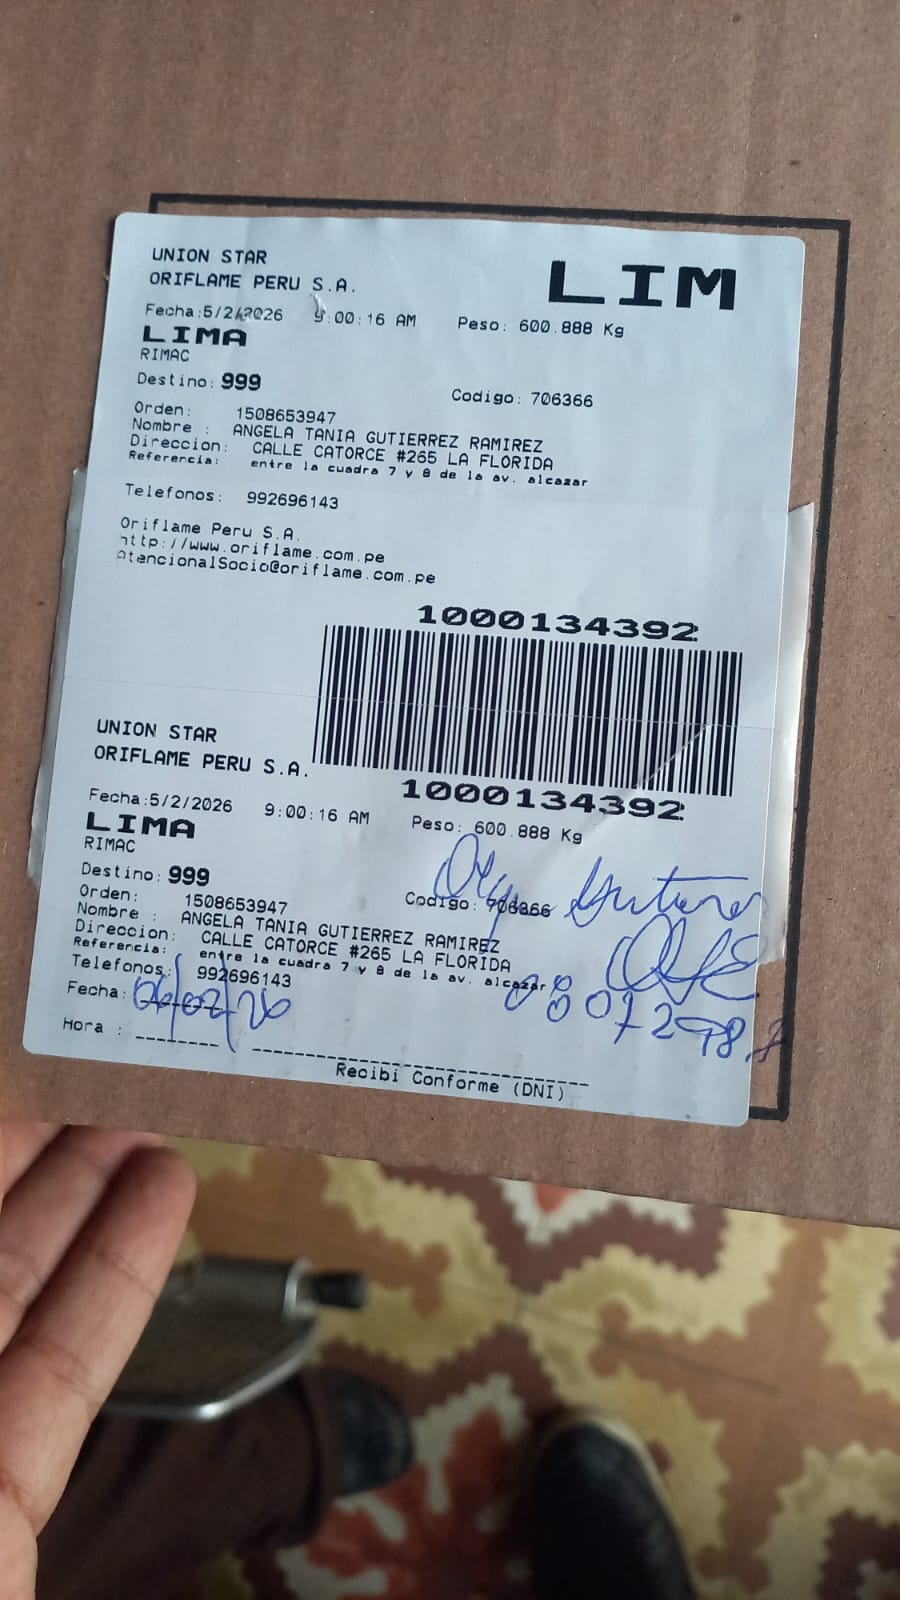 UNION STAR
ORIFLAME PERU S.A.
LIM
Fecha:5/2/2026 9:00:16 AM Peso: 600.888 Kg
LIMA
RIMAC
Destino: 999 Codigo: 706366
Orden: 1508653947
Nombre : ANGELA TANIA GUTIERREZ RAMIREZ
Direccion: CALLE CATORCE #265 LA FLORIDA
Referencia: entre la cuadra 7 y 8 de la av. alcazar
Telefonos: 992696143
Oriflame Peru S.A.
http://www.oriflame.com.pe
AtencionalSocio@oriflame.com.pe
1000134392
1000134392
UNION STAR
ORIFLAME PERU S.A.
Fecha:5/2/2026 9:00:16 AM Peso: 600.888 Kg
LIMA
RIMAC
Destino: 999 Codigo: 706366
Orden: 1508653947
Nombre : ANGELA TANIA GUTIERREZ RAMIREZ
Direccion: CALLE CATORCE #265 LA FLORIDA
Referencia: entre la cuadra 7 y 8 de la av. alcazar
Telefonos: 992696143
Fecha: 06/02/26
Hora :
Recibi Conforme (DNI)